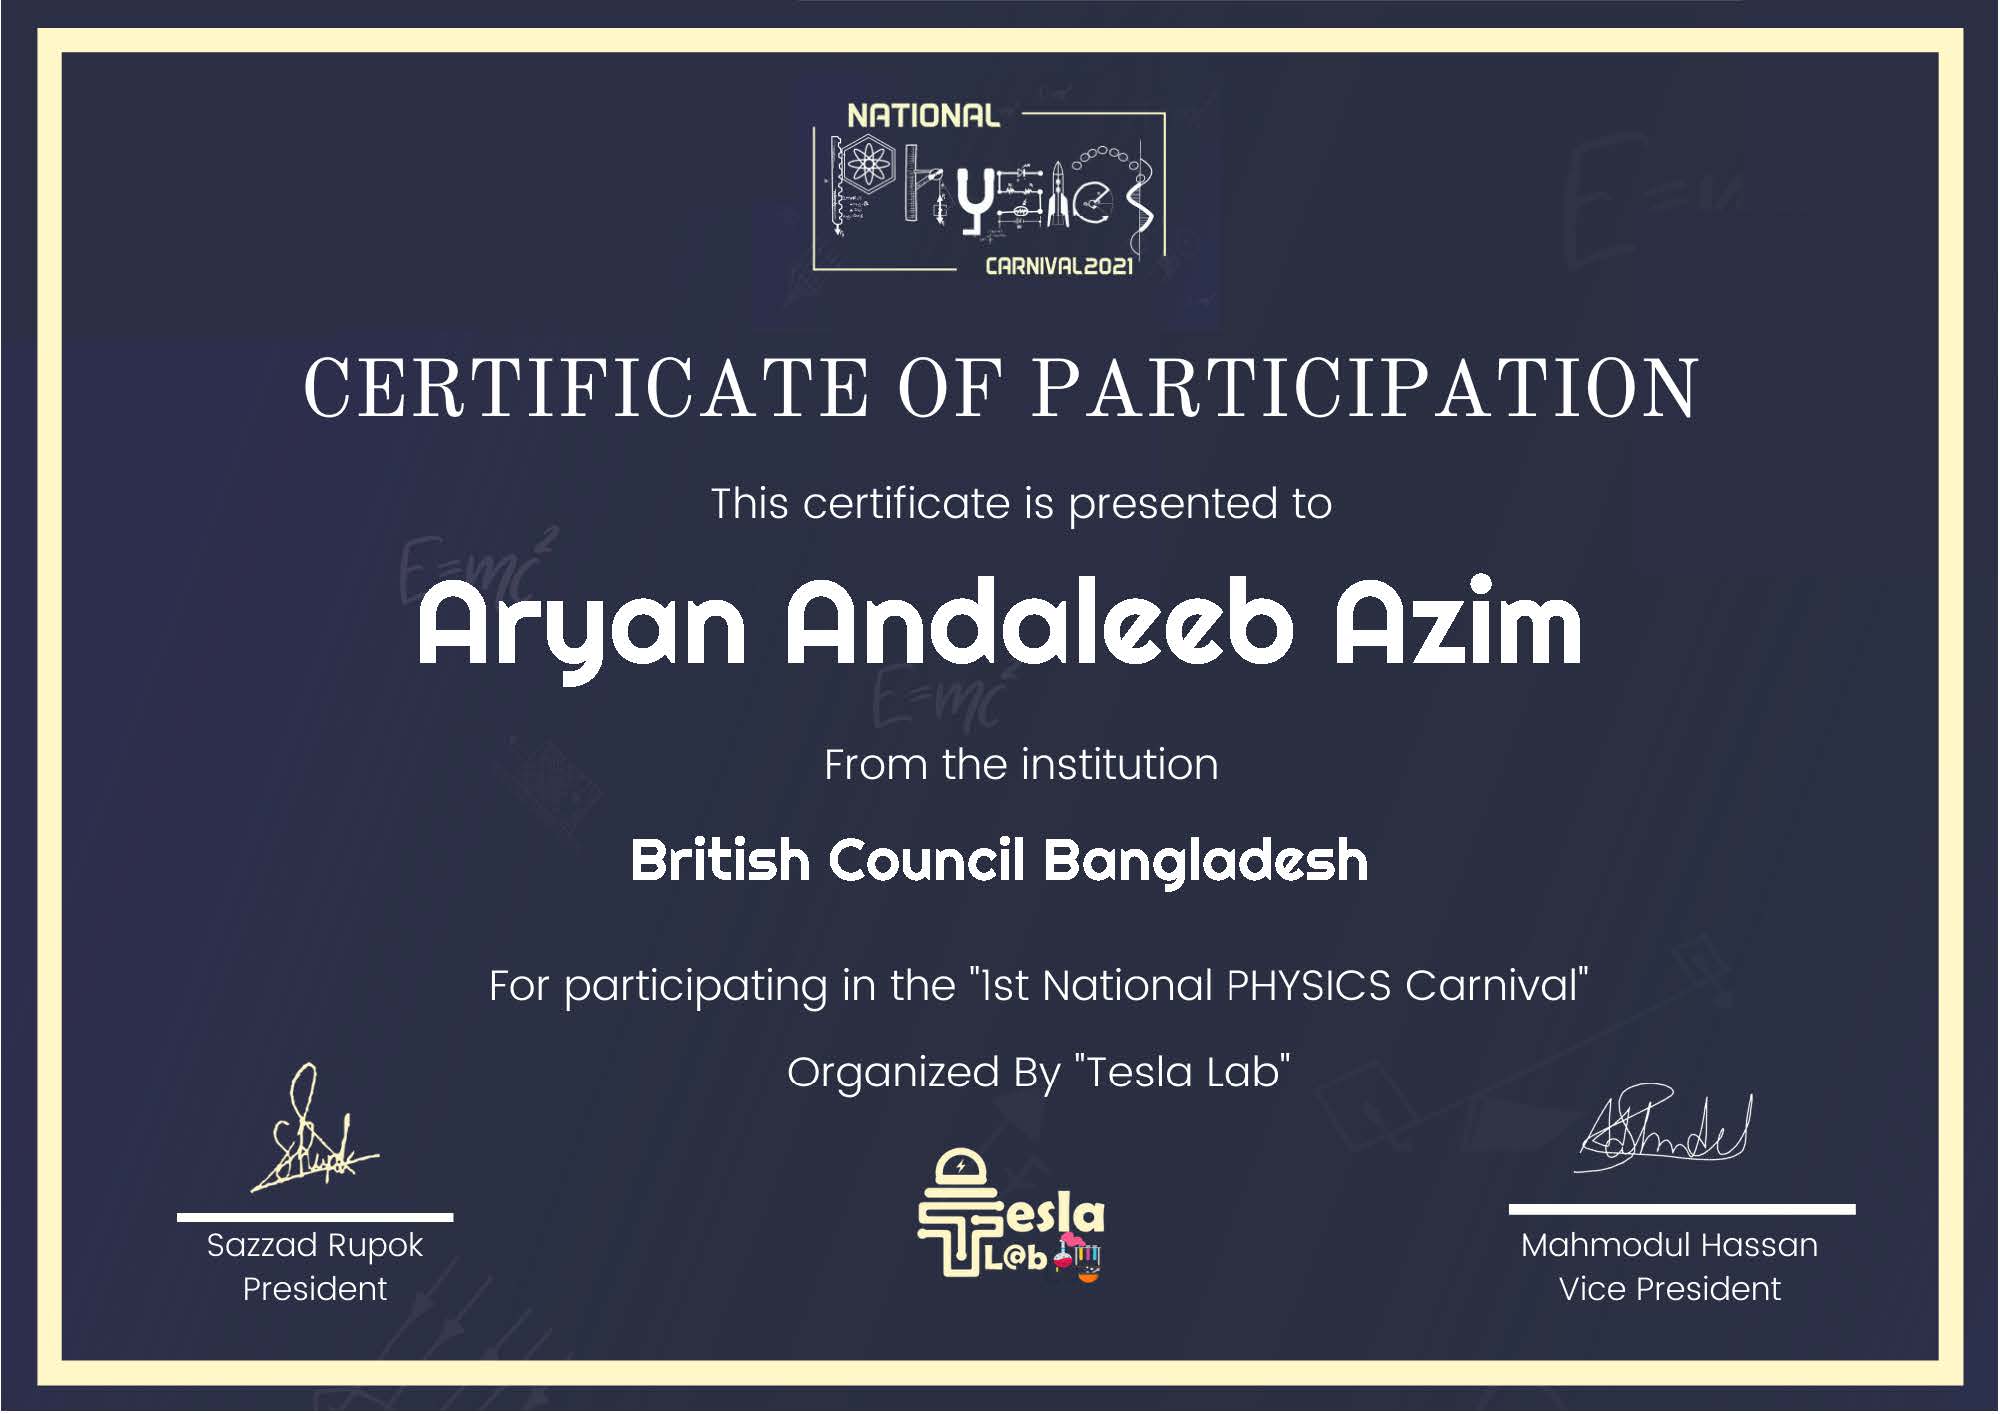 NATIONAL
Physics
CARNIVAL2021
CERTIFICATE OF PARTICIPATION
This certificate is presented to
E=mc²
Aryan Andaleeb Azim
E=mc²
From the institution
British Council Bangladesh
For participating in the "1st National PHYSICS Carnival"
Organized By "Tesla Lab"
Tesla
L@b
Sazzad Rupok
President
Mahmodul Hassan
Vice President